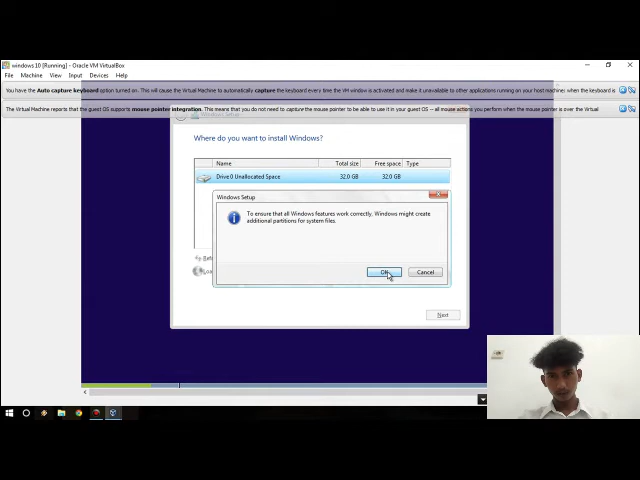 windows 10 [Running] - Oracle VM VirtualBox
File Machine View Input Devices Help
You have the Auto capture keyboard option turned on. This will cause the Virtual Machine to automatically capture the keyboard every time the VM window is activated and make it unavailable to other applications running on your host machine: when the keyboard is
The Virtual Machine reports that the guest OS supports mouse pointer integration. This means that you do not need to capture the mouse pointer to be able to use it in your guest OS -- all mouse actions you perform when the mouse pointer is over the Virtual
Windows Setup
Where do you want to install Windows?
Name Total size Free space Type
Drive 0 Unallocated Space 32.0 GB 32.0 GB
Windows Setup
To ensure that all Windows features work correctly, Windows might create
additional partitions for system files.
OK Cancel
Next